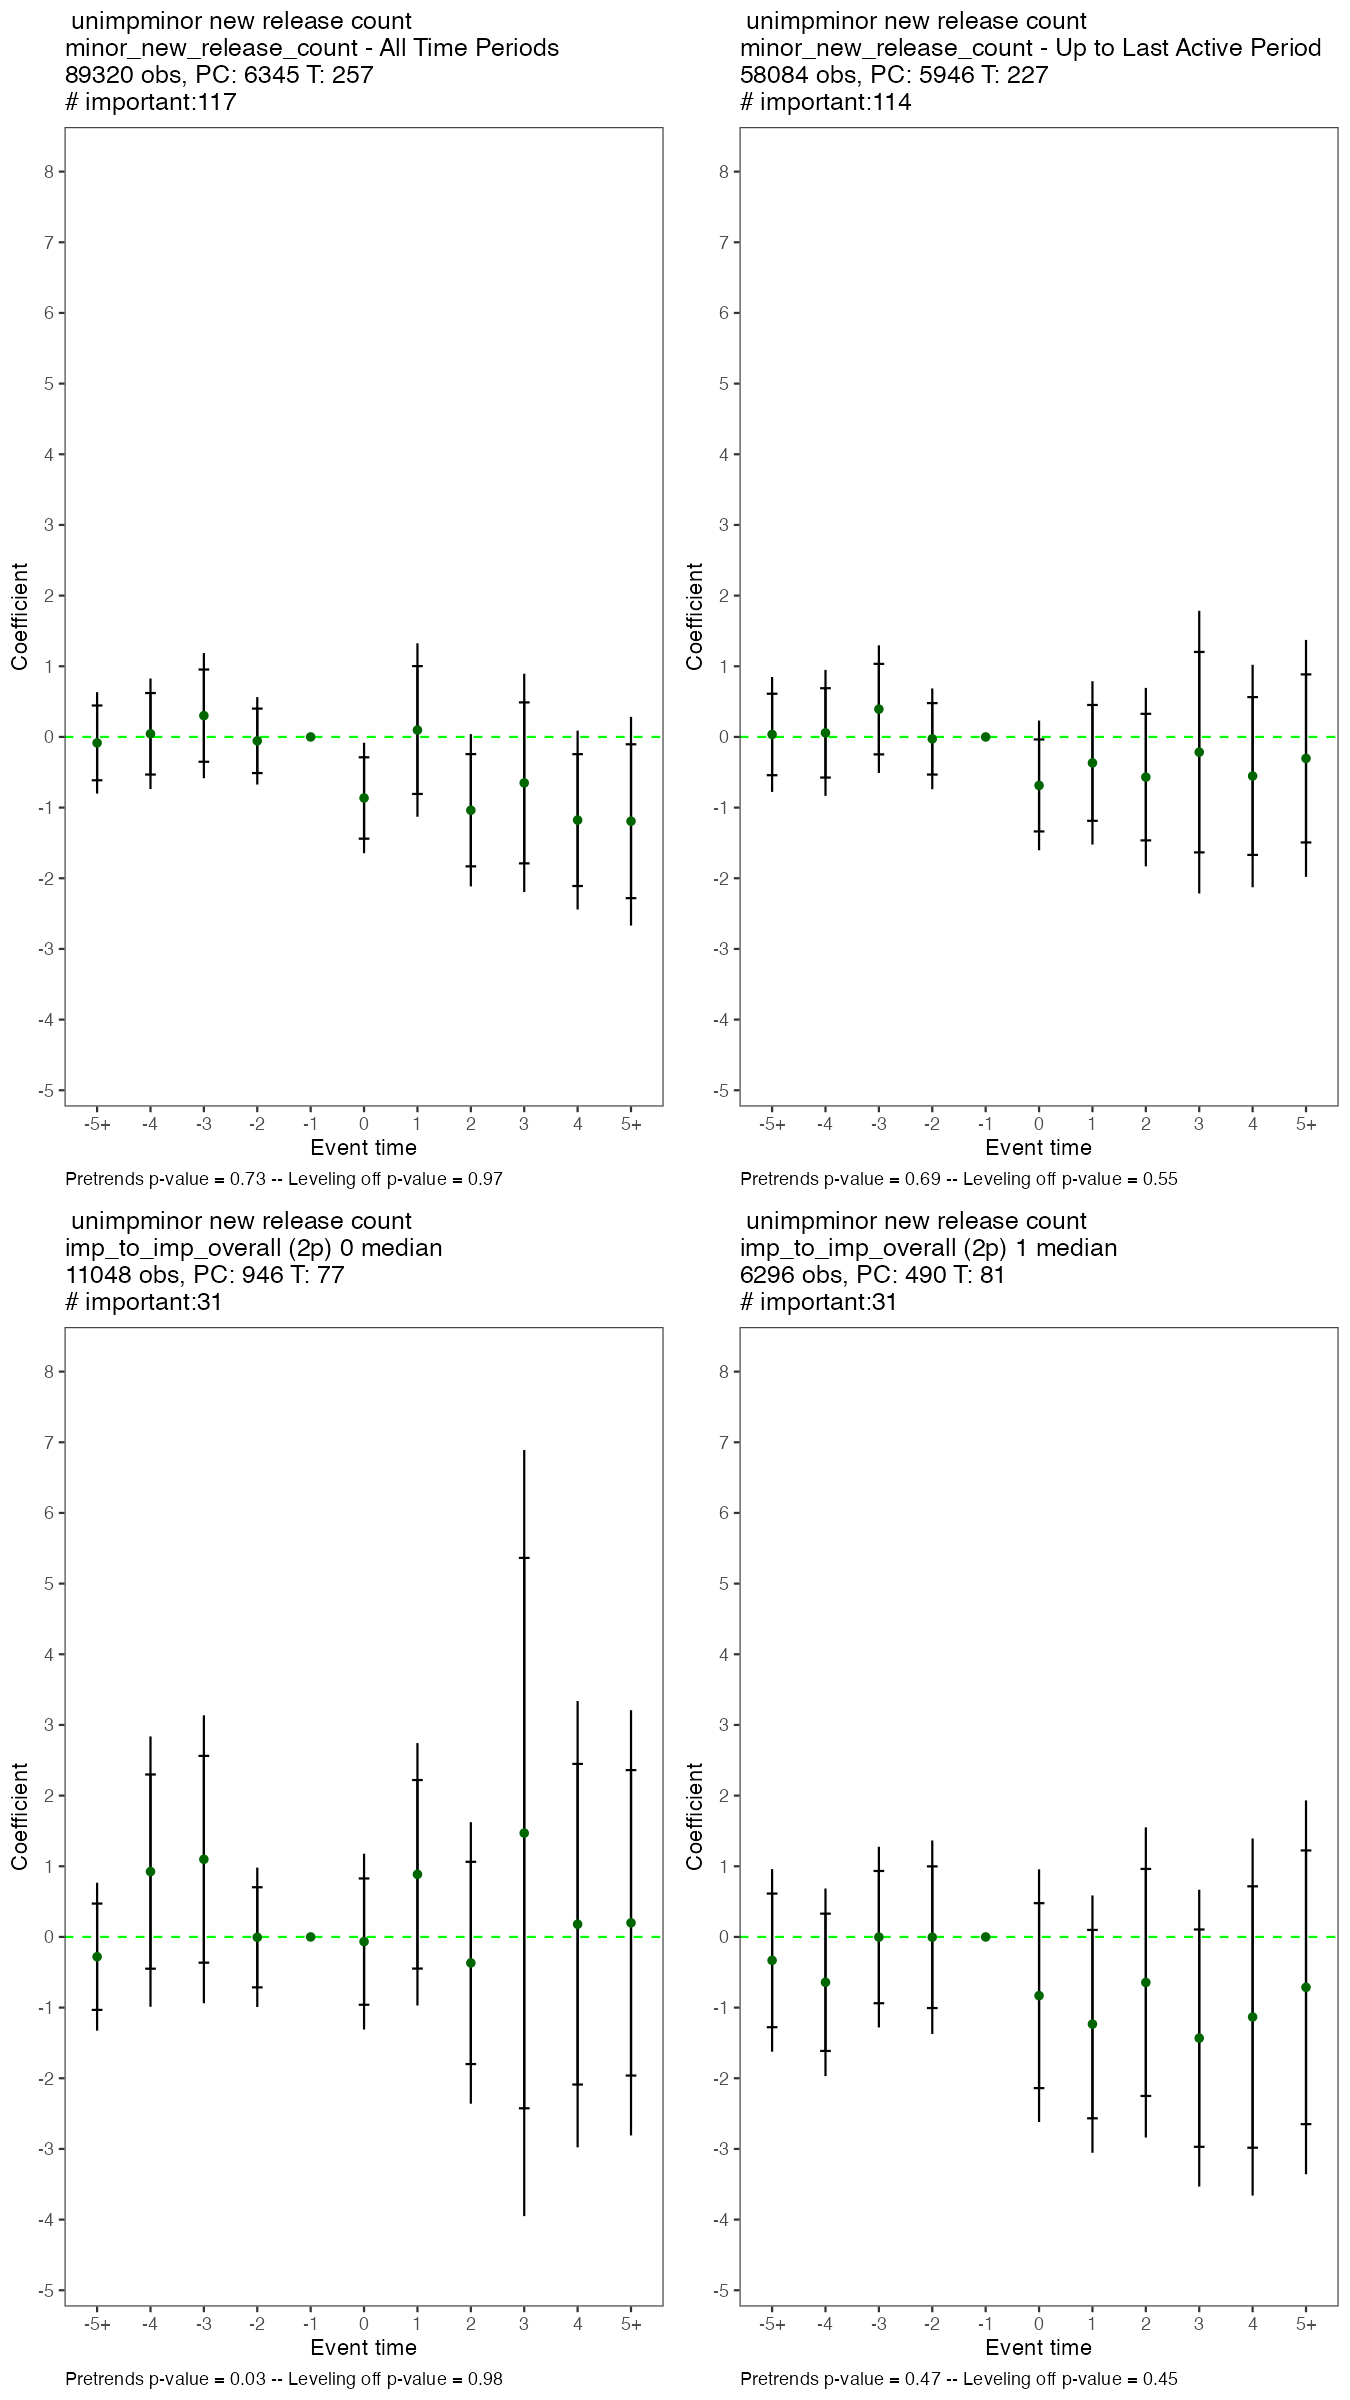 unimpminor new release count
minor_new_release_count - All Time Periods
89320 obs, PC: 6345 T: 257
# important:117
8
7
6
5
4
3
2
1
0
-1
-2
-3
-4
-5
Coefficient
-5+ -4 -3 -2 -1 0 1 2 3 4 5+
Event time
Pretrends p-value = 0.73 -- Leveling off p-value = 0.97
unimpminor new release count
minor_new_release_count - Up to Last Active Period
58084 obs, PC: 5946 T: 227
# important:114
8
7
6
5
4
3
2
1
0
-1
-2
-3
-4
-5
Coefficient
-5+ -4 -3 -2 -1 0 1 2 3 4 5+
Event time
Pretrends p-value = 0.69 -- Leveling off p-value = 0.55
unimpminor new release count
imp_to_imp_overall (2p) 0 median
11048 obs, PC: 946 T: 77
# important:31
8
7
6
5
4
3
2
1
0
-1
-2
-3
-4
-5
Coefficient
-5+ -4 -3 -2 -1 0 1 2 3 4 5+
Event time
Pretrends p-value = 0.03 -- Leveling off p-value = 0.98
unimpminor new release count
imp_to_imp_overall (2p) 1 median
6296 obs, PC: 490 T: 81
# important:31
8
7
6
5
4
3
2
1
0
-1
-2
-3
-4
-5
Coefficient
-5+ -4 -3 -2 -1 0 1 2 3 4 5+
Event time
Pretrends p-value = 0.47 -- Leveling off p-value = 0.45